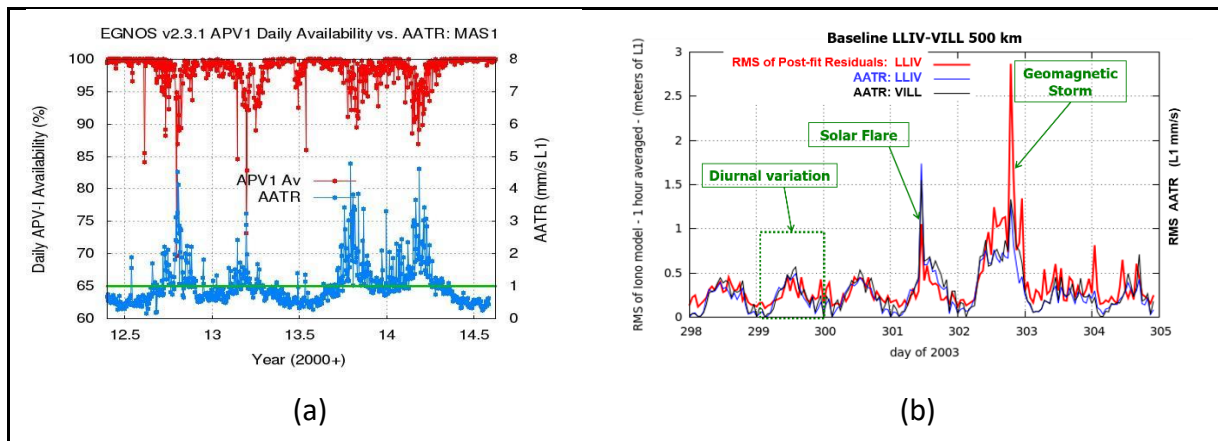 EGNOS v2.3.1 APV1 Daily Availability vs. AATR: MAS1
Daily APV-I Availability (%)
100
95
90
85
80
75
70
65
60
8
7
6
5
4
3
2
1
0
AATR (mm/s L1)
APV1 Av
AATR
12.5
13
13.5
14
14.5
Year (2000+)
(a)
Baseline LLIV-VILL 500 km
RMS of Iono model - 1 hour averaged - (meters of L1)
3
2.5
2
1.5
1
0.5
0
RMS of Post-fit Residuals: LLIV
AATR: LLIV
AATR: VILL
Geomagnetic
Storm
Solar Flare
Diurnal variation
RMS AATR (L1 mm/s)
298
299
300
301
302
303
304
305
day of 2003
(b)